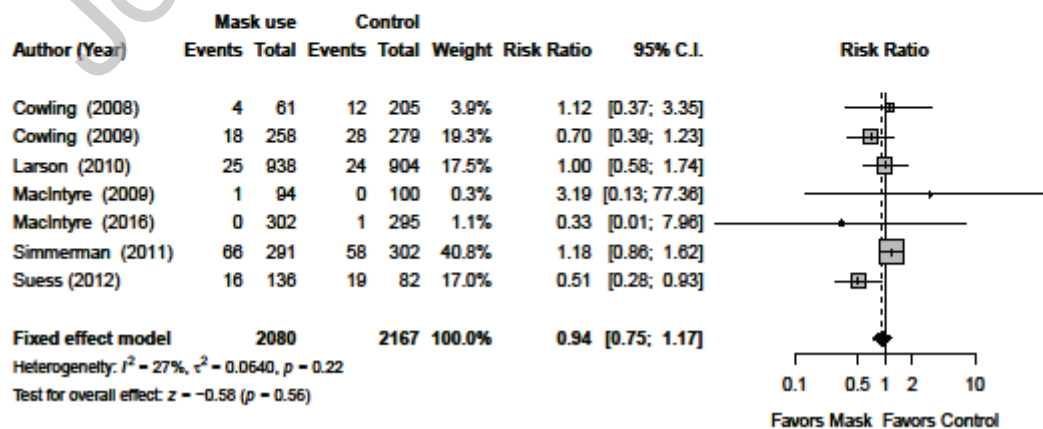 Mask use Control
Author (Year) Events Total Events Total Weight Risk Ratio 95% C.I. Risk Ratio
Cowling (2008) 4 61 12 205 3.9% 1.12 [0.37; 3.35]
Cowling (2009) 18 258 28 279 19.3% 0.70 [0.39; 1.23]
Larson (2010) 25 938 24 904 17.5% 1.00 [0.58; 1.74]
MacIntyre (2009) 1 94 0 100 0.3% 3.19 [0.13; 77.36]
MacIntyre (2016) 0 302 1 295 1.1% 0.33 [0.01; 7.96]
Simmerman (2011) 66 291 58 302 40.8% 1.18 [0.86; 1.62]
Suess (2012) 16 136 19 82 17.0% 0.51 [0.28; 0.93]
Fixed effect model 2080 2167 100.0% 0.94 [0.75; 1.17]
Heterogeneity: I² = 27%, τ² = 0.0640, p = 0.22
Test for overall effect: z = −0.58 (p = 0.56)
0.1 0.5 1 2 10
Favors Mask Favors Control